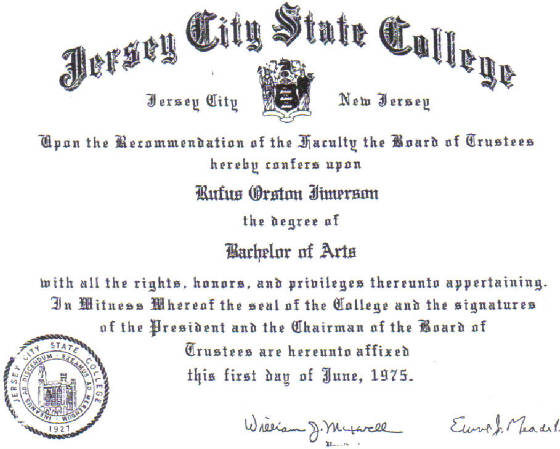 Jersey City State College
Jersey City New Jersey
Upon the Recommendation of the Faculty the Board of Trustees
hereby confers upon
Rufus Orston Jimerson
the degree of
Bachelor of Arts
with all the rights, honors, and privileges thereunto appertaining.
In Witness Whereof the seal of the College and the signatures
of the President and the Chairman of the Board of
Trustees are hereunto affixed
this first day of June, 1975.
JERSEY CITY STATE COLLEGE
1927
William J. Maxwell